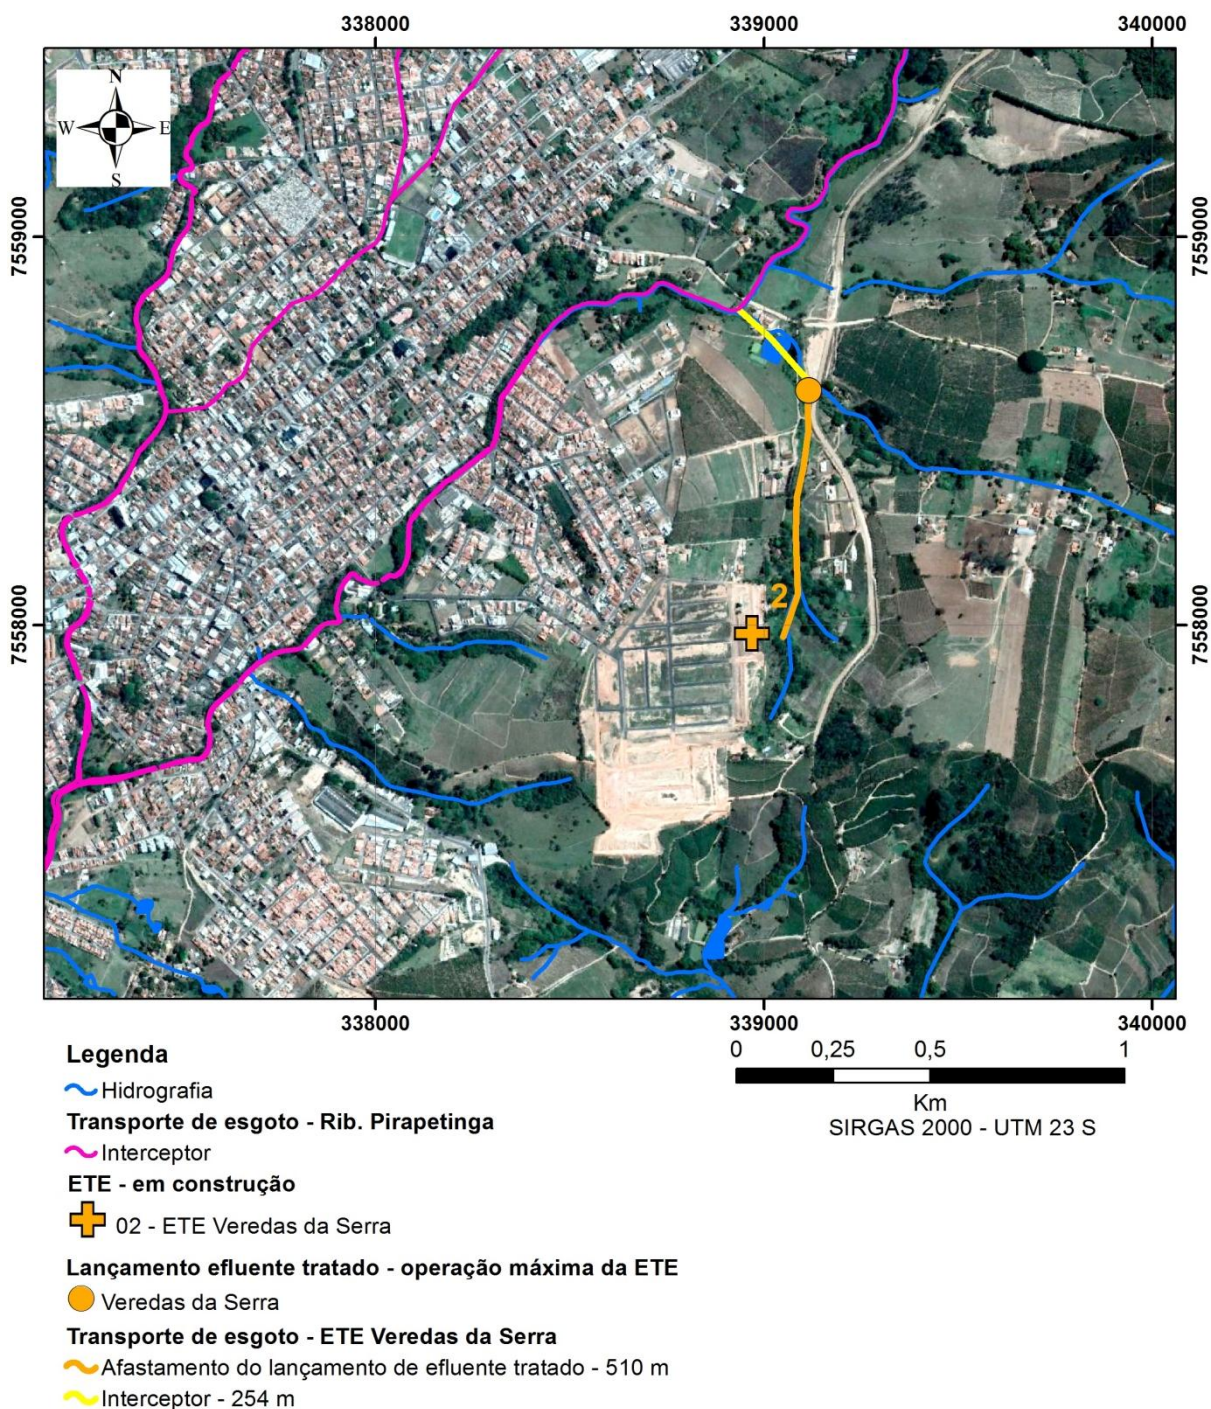 338000 339000 340000
N
W E
S
7559000 7559000
2
7558000 7558000
338000 339000 340000
Legenda
Hidrografia
Transporte de esgoto - Rib. Pirapetinga
Interceptor
ETE - em construção
02 - ETE Veredas da Serra
Lançamento efluente tratado - operação máxima da ETE
Veredas da Serra
Transporte de esgoto - ETE Veredas da Serra
Afastamento do lançamento de efluente tratado - 510 m
Interceptor - 254 m
0 0,25 0,5 1
Km
SIRGAS 2000 - UTM 23 S